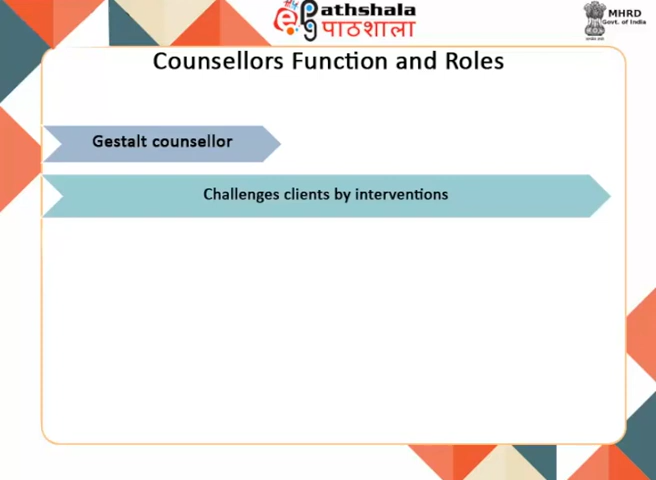 ePathshala
पाठशाला
MHRD
Govt. of India
Counsellors Function and Roles
Gestalt counsellor
Challenges clients by interventions